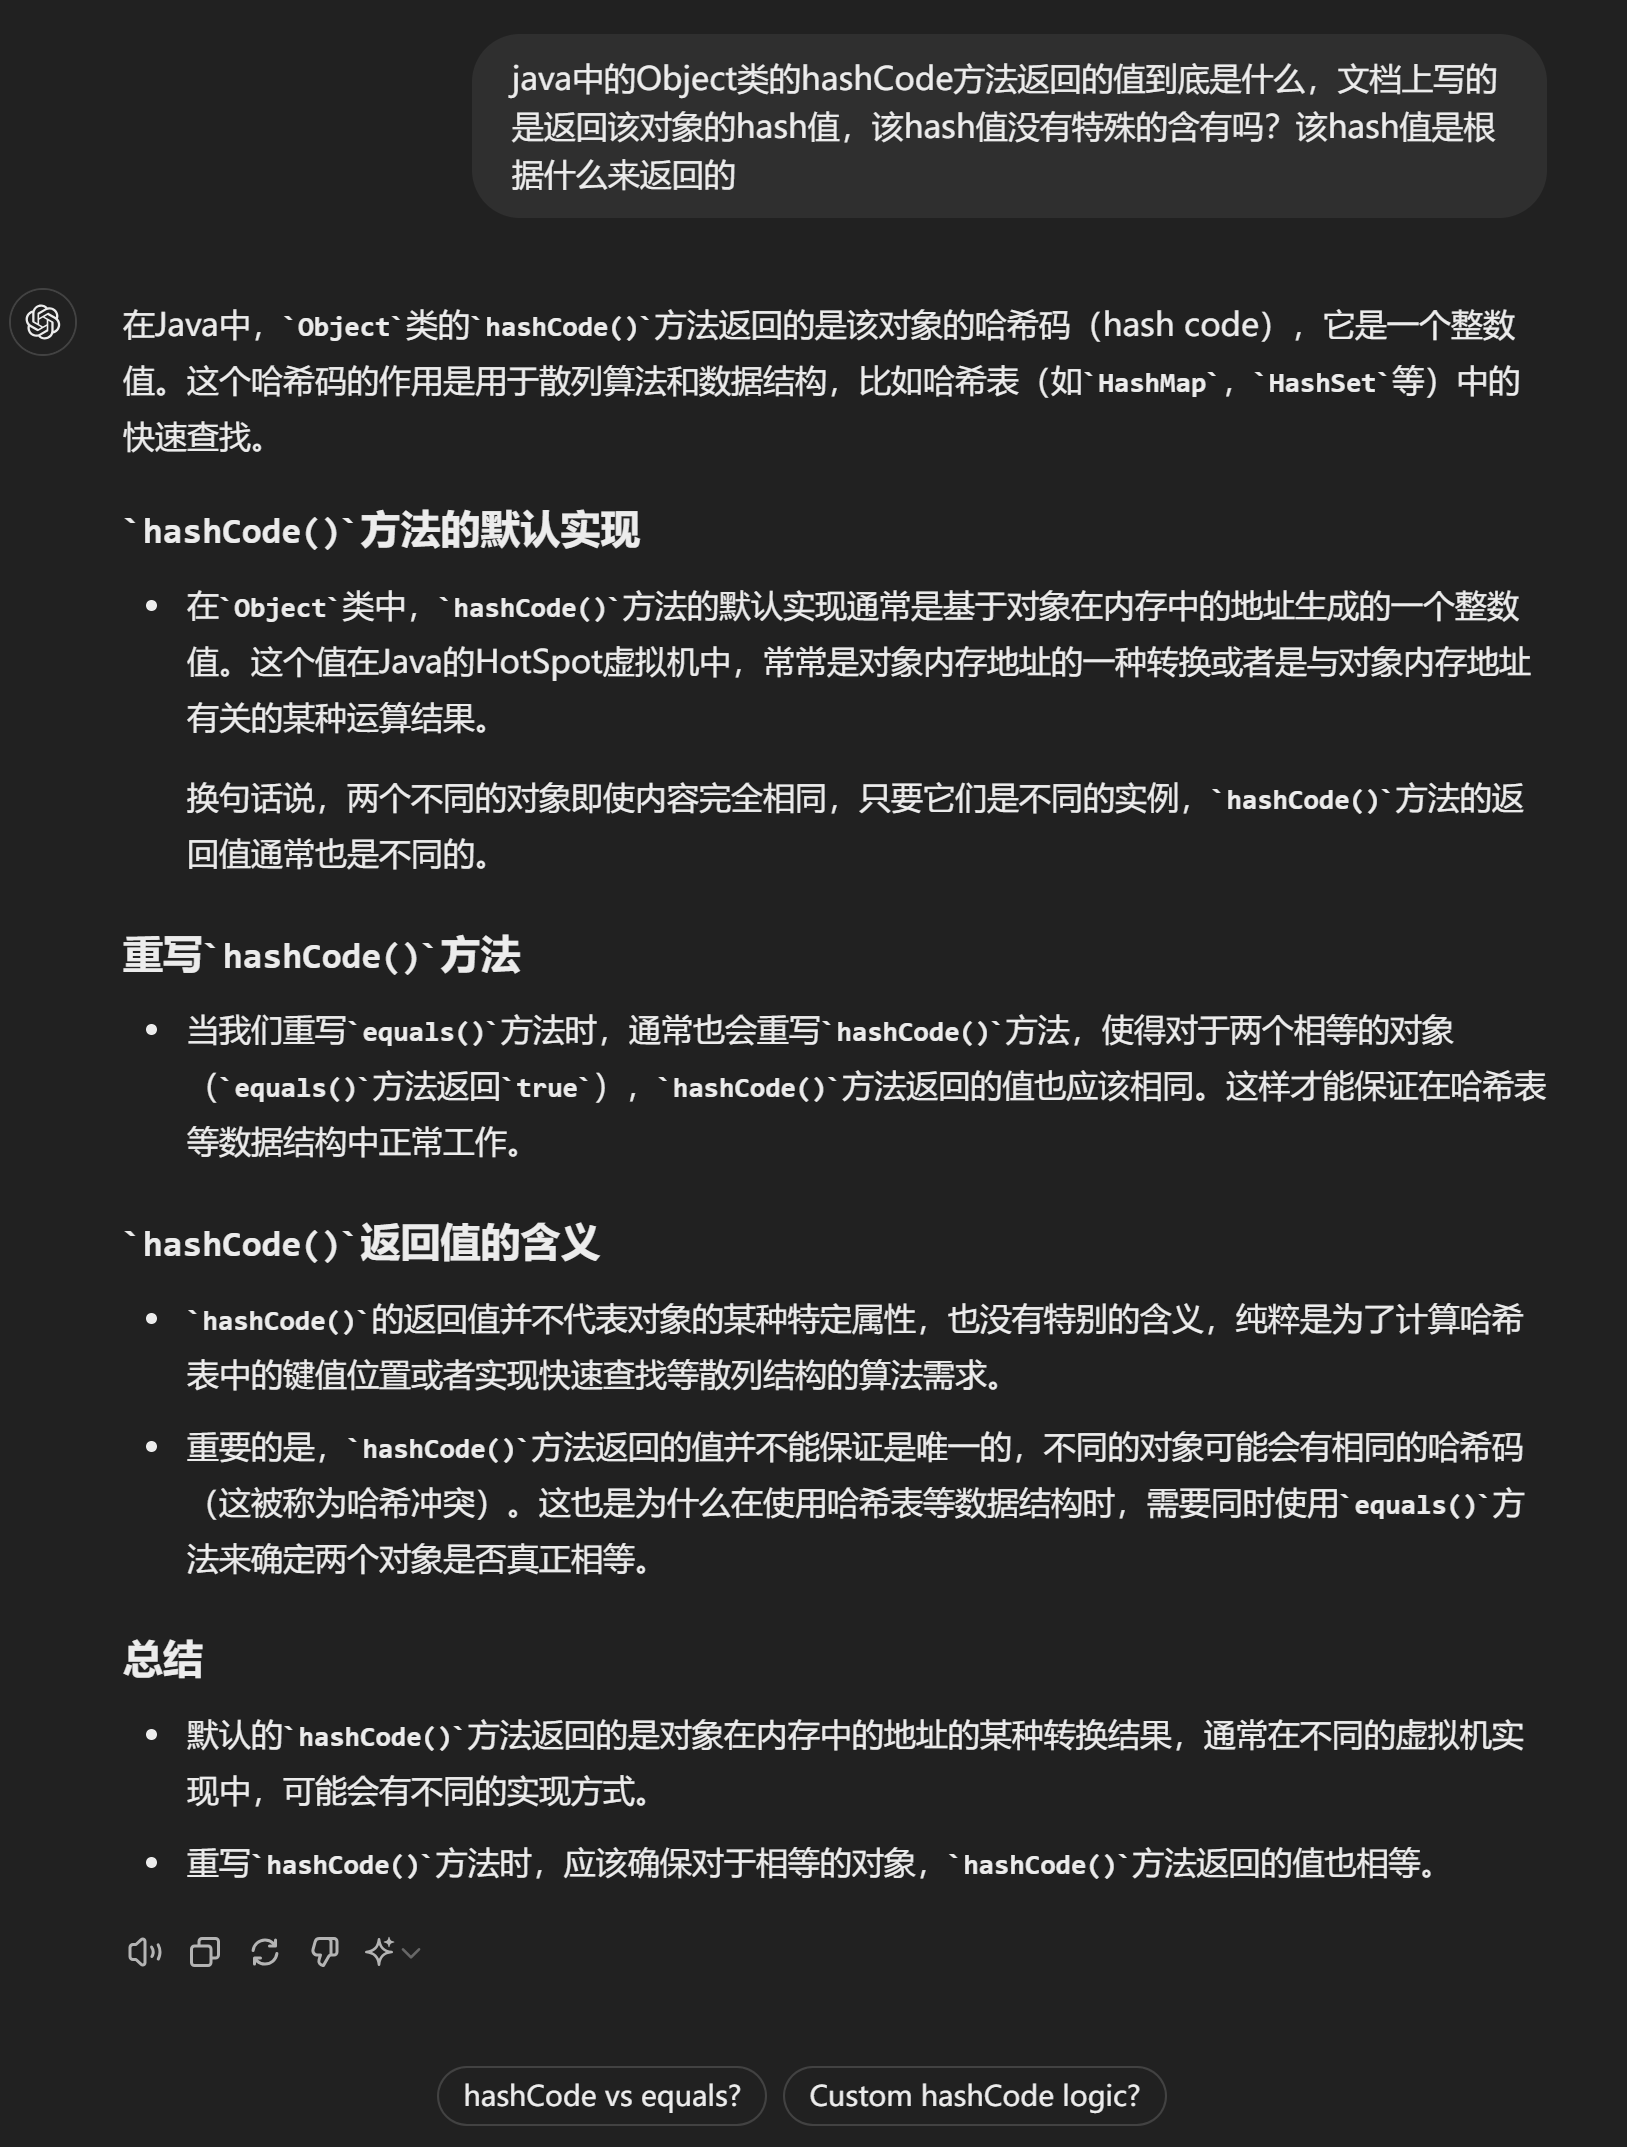 java中的Object类的hashCode方法返回的值到底是什么，文档上写的
是返回该对象的hash值，该hash值没有特殊的含有吗？该hash值是根
据什么来返回的
在Java中，`Object`类的`hashCode()`方法返回的是该对象的哈希码（hash code），它是一个整数
值。这个哈希码的作用是用于散列算法和数据结构，比如哈希表（如`HashMap`，`HashSet`等）中的
快速查找。
`hashCode()`方法的默认实现
• 在`Object`类中，`hashCode()`方法的默认实现通常是基于对象在内存中的地址生成的一个整数
值。这个值在Java的HotSpot虚拟机中，常常是对象内存地址的一种转换或者是与对象内存地址
有关的某种运算结果。
换句话说，两个不同的对象即使内容完全相同，只要它们是不同的实例，`hashCode()`方法的返
回值通常也是不同的。
重写`hashCode()`方法
• 当我们重写`equals()`方法时，通常也会重写`hashCode()`方法，使得对于两个相等的对象
（`equals()`方法返回`true`），`hashCode()`方法返回的值也应该相同。这样才能保证在哈希表
等数据结构中正常工作。
`hashCode()`返回值的含义
• `hashCode()`的返回值并不代表对象的某种特定属性，也没有特别的含义，纯粹是为了计算哈希
表中的键值位置或者实现快速查找等散列结构的算法需求。
• 重要的是，`hashCode()`方法返回的值并不能保证是唯一的，不同的对象可能会有相同的哈希码
（这被称为哈希冲突）。这也是为什么在使用哈希表等数据结构时，需要同时使用`equals()`方
法来确定两个对象是否真正相等。
总结
• 默认的`hashCode()`方法返回的是对象在内存中的地址的某种转换结果，通常在不同的虚拟机实
现中，可能会有不同的实现方式。
• 重写`hashCode()`方法时，应该确保对于相等的对象，`hashCode()`方法返回的值也相等。
hashCode vs equals?
Custom hashCode logic?